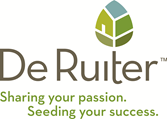 De Ruiter™
Sharing your passion.
Seeding your success.